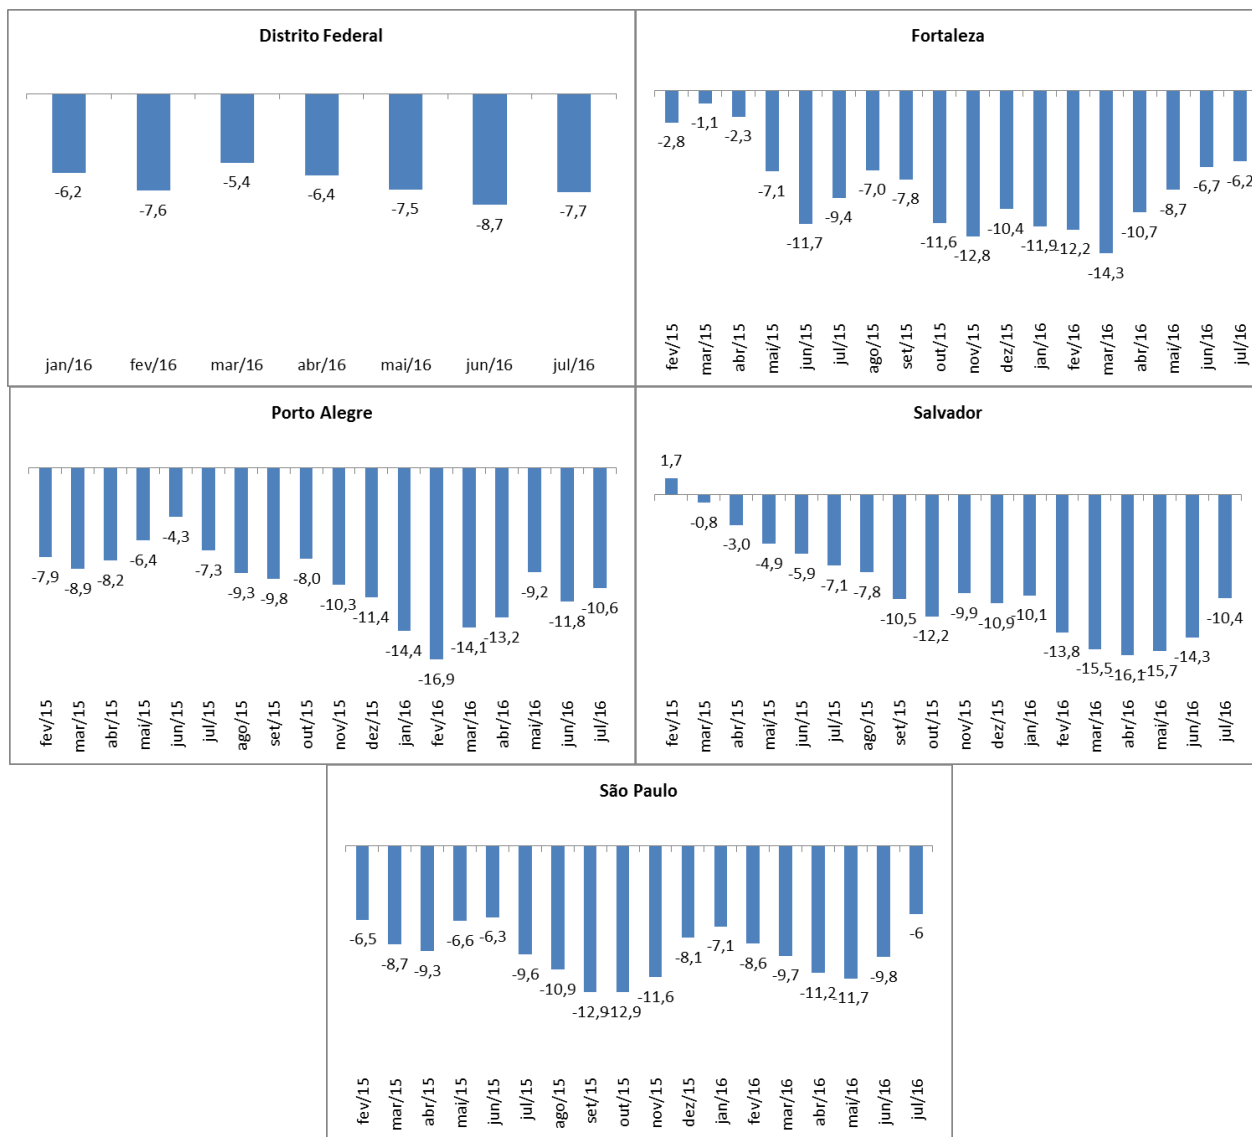 Distrito Federal
-6,2
-7,6
-5,4
-6,4
-7,5
-8,7
-7,7
jan/16 fev/16 mar/16 abr/16 mai/16 jun/16 jul/16
Fortaleza
-2,8
-1,1
-2,3
-7,1
-11,7
-9,4
-7,0
-7,8
-11,6
-12,8
-10,4
-11,9
-12,2
-14,3
-10,7
-8,7
-6,7
-6,2
fev/15
mar/15
abr/15
mai/15
jun/15
jul/15
ago/15
set/15
out/15
nov/15
dez/15
jan/16
fev/16
mar/16
abr/16
mai/16
jun/16
jul/16
Porto Alegre
-7,9
-8,9
-8,2
-6,4
-4,3
-7,3
-9,3
-9,8
-8,0
-10,3
-11,4
-14,4
-16,9
-14,1
-13,2
-9,2
-11,8
-10,6
fev/15
mar/15
abr/15
mai/15
jun/15
jul/15
ago/15
set/15
out/15
nov/15
dez/15
jan/16
fev/16
mar/16
abr/16
mai/16
jun/16
jul/16
Salvador
1,7
-0,8
-3,0
-4,9
-5,9
-7,1
-7,8
-10,5
-12,2
-9,9
-10,9
-10,1
-13,8
-15,5
-16,1
-15,7
-14,3
-10,4
fev/15
mar/15
abr/15
mai/15
jun/15
jul/15
ago/15
set/15
out/15
nov/15
dez/15
jan/16
fev/16
mar/16
abr/16
mai/16
jun/16
jul/16
São Paulo
-6,5
-8,7
-9,3
-6,6
-6,3
-9,6
-10,9
-12,9
-12,9
-11,6
-8,1
-7,1
-8,6
-9,7
-11,2
-11,7
-9,8
-6
fev/15
mar/15
abr/15
mai/15
jun/15
jul/15
ago/15
set/15
out/15
nov/15
dez/15
jan/16
fev/16
mar/16
abr/16
mai/16
jun/16
jul/16